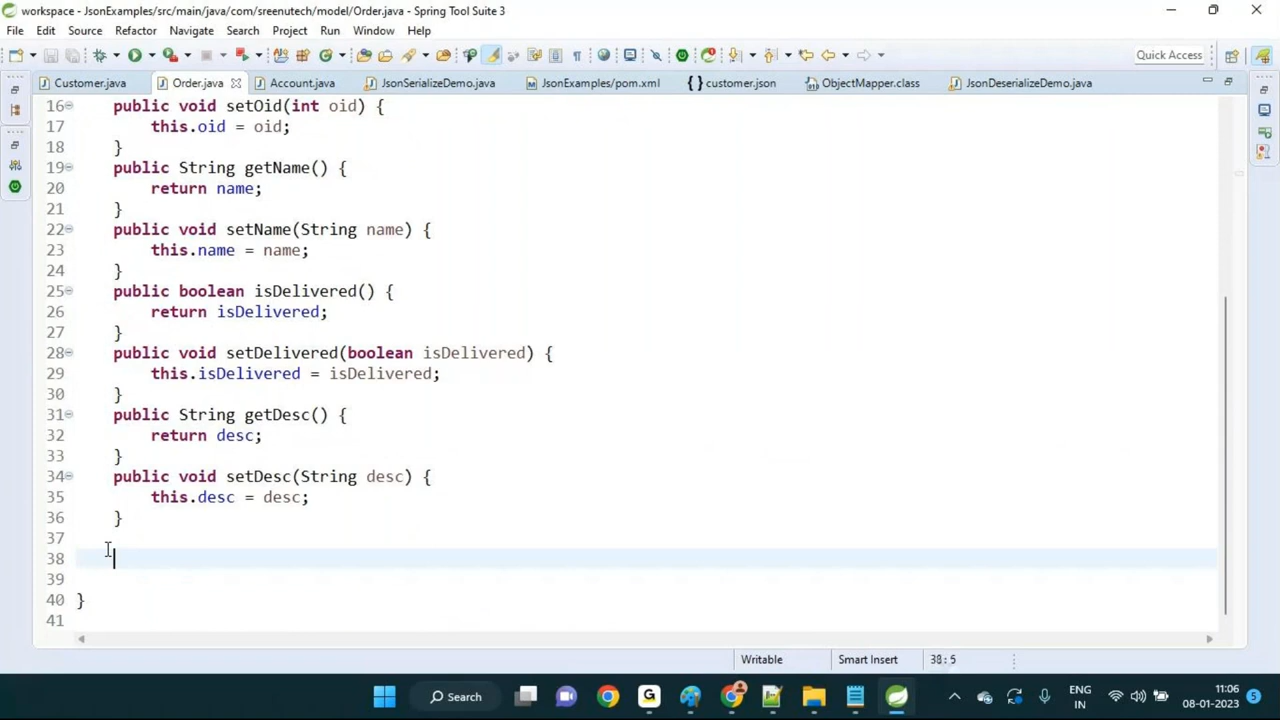 workspace - JsonExamples/src/main/java/com/sreenutech/model/Order.java - Spring Tool Suite 3
File Edit Source Refactor Navigate Search Project Run Window Help
Quick Access
Customer.java Order.java Account.java JsonSerializeDemo.java JsonExamples/pom.xml customer.json ObjectMapper.class JsonDeserializeDemo.java
16 public void setOid(int oid) {
17 this.oid = oid;
18 }
19 public String getName() {
20 return name;
21 }
22 public void setName(String name) {
23 this.name = name;
24 }
25 public boolean isDelivered() {
26 return isDelivered;
27 }
28 public void setDelivered(boolean isDelivered) {
29 this.isDelivered = isDelivered;
30 }
31 public String getDesc() {
32 return desc;
33 }
34 public void setDesc(String desc) {
35 this.desc = desc;
36 }
37
38
39
40 }
41
Writable Smart Insert 38 : 5
Search
ENG
IN
11:06
08-01-2023
5